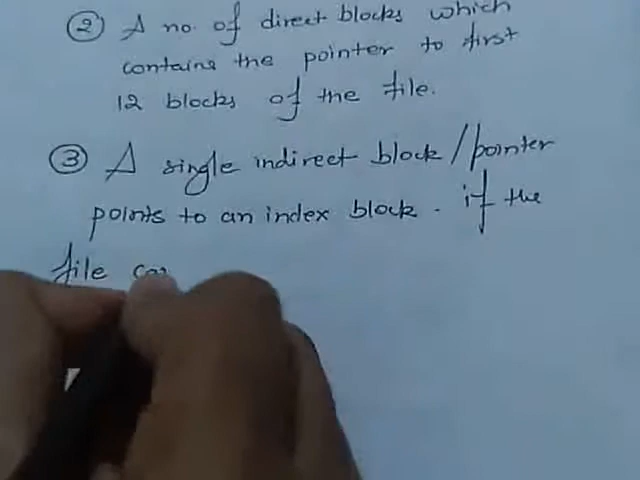 ② A no. of direct blocks which
contains the pointer to first
12 blocks of the file.
③ A single indirect block/pointer
points to an index block. if the
file